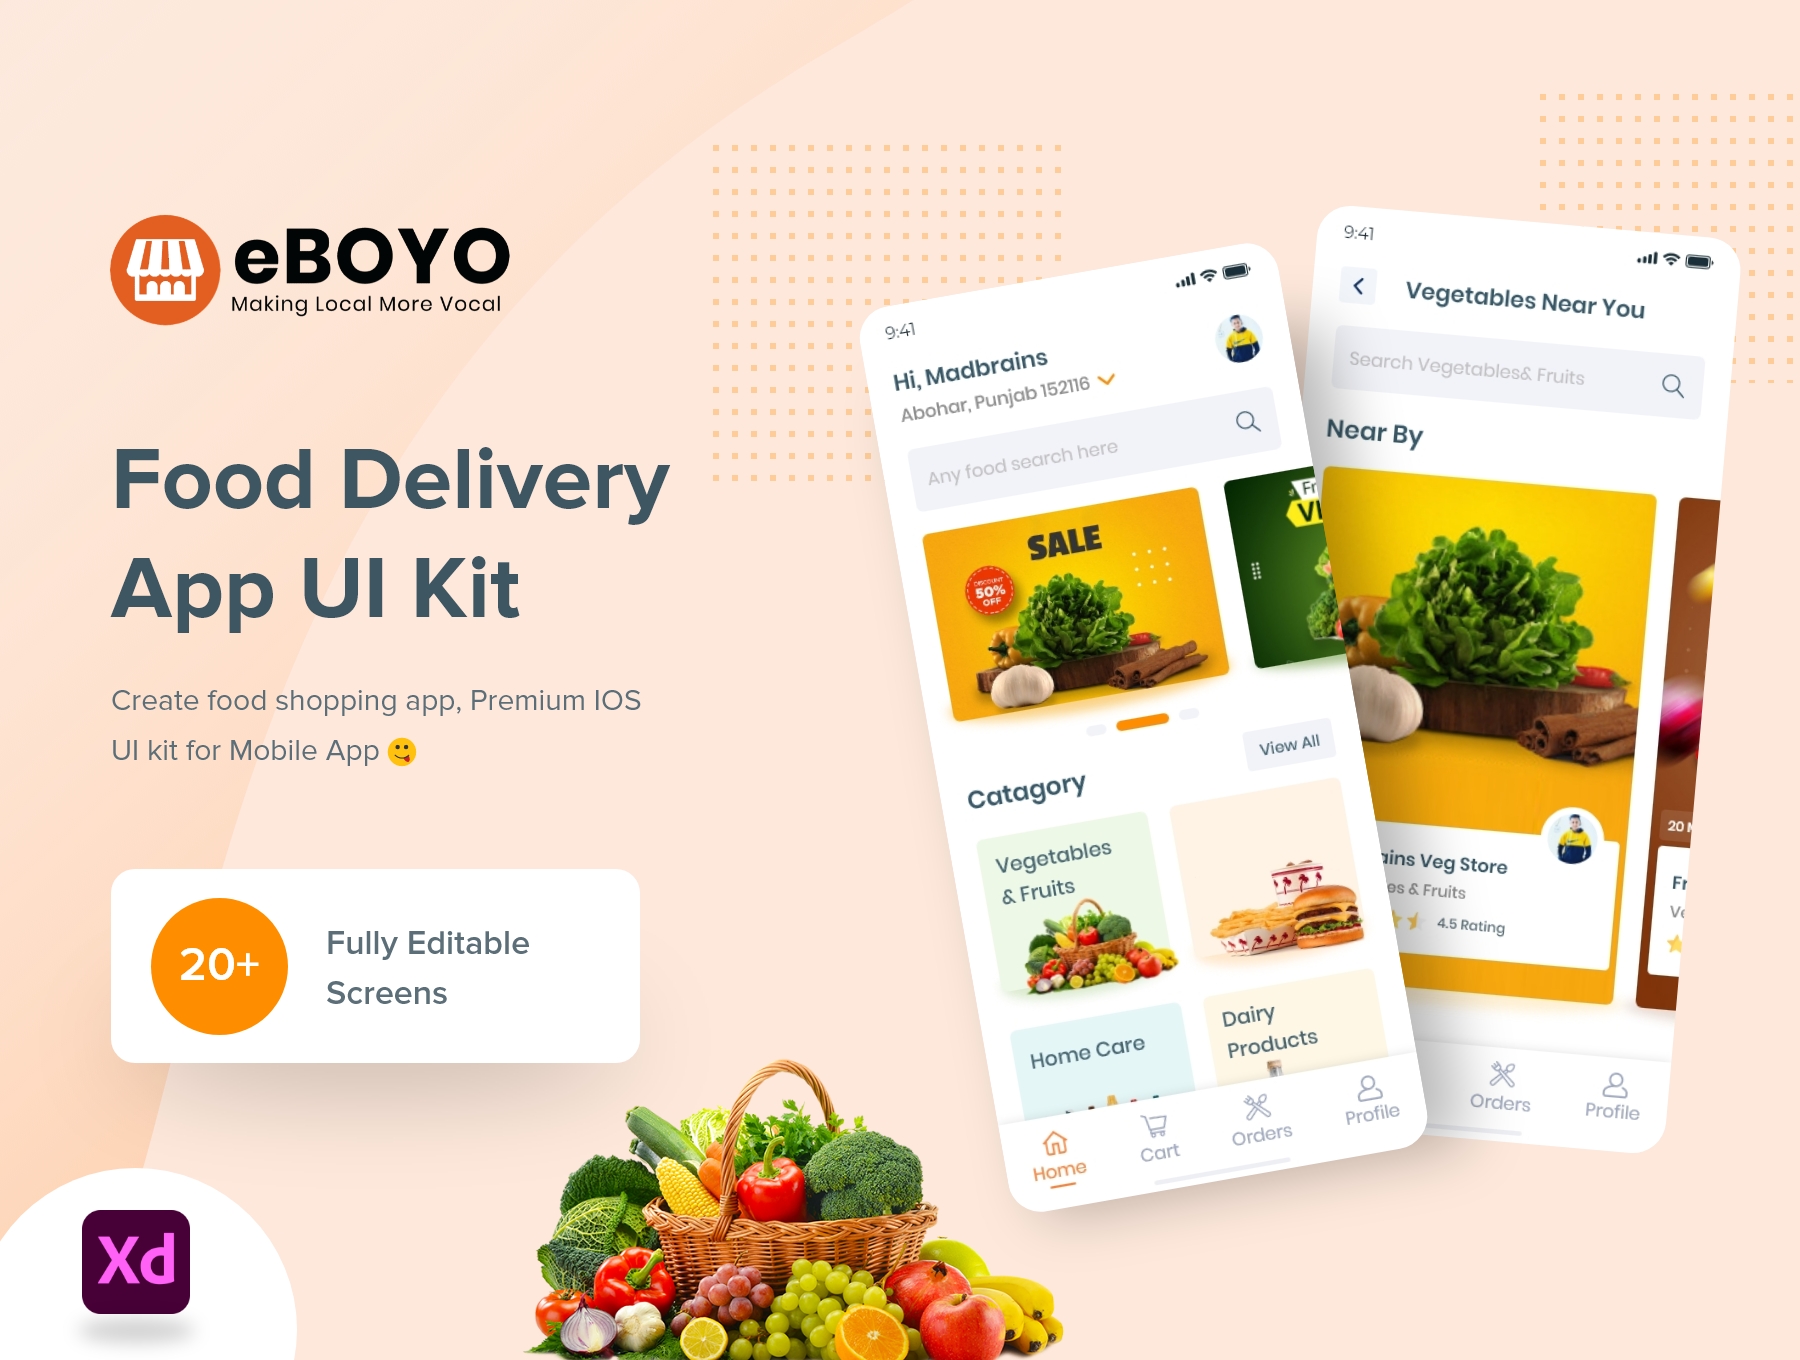 eBOYO
Making Local More Vocal
Food Delivery
App UI Kit
Create food shopping app, Premium IOS
UI kit for Mobile App
20+
Fully Editable
Screens
Xd
9:41
Hi, Madbrains
Abohar, Punjab 152116
Any food search here
SALE
DISCOUNT
50%
OFF
Fr
VI
View All
Catagory
Vegetables
& Fruits
Home Care
Dairy
Products
Home
Cart
Orders
Profile
9:41
Vegetables Near You
Search Vegetables& Fruits
Near By
ains Veg Store
es & Fruits
4.5 Rating
20
Fr
Ve
Orders
Profile